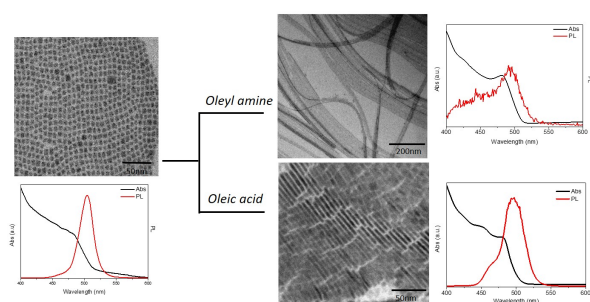 50nm
Abs (a.u)
Abs
PL
PL
400 450 500 550 600
Wavelength (nm)
Oleyl amine
Oleic acid
200nm
50nm
Abs (a.u.)
Abs
PL
PL
400 450 500 550 600
Wavelength (nm)
Abs (a.u.)
Abs
PL
400 450 500 550 600
Wavelength (nm)